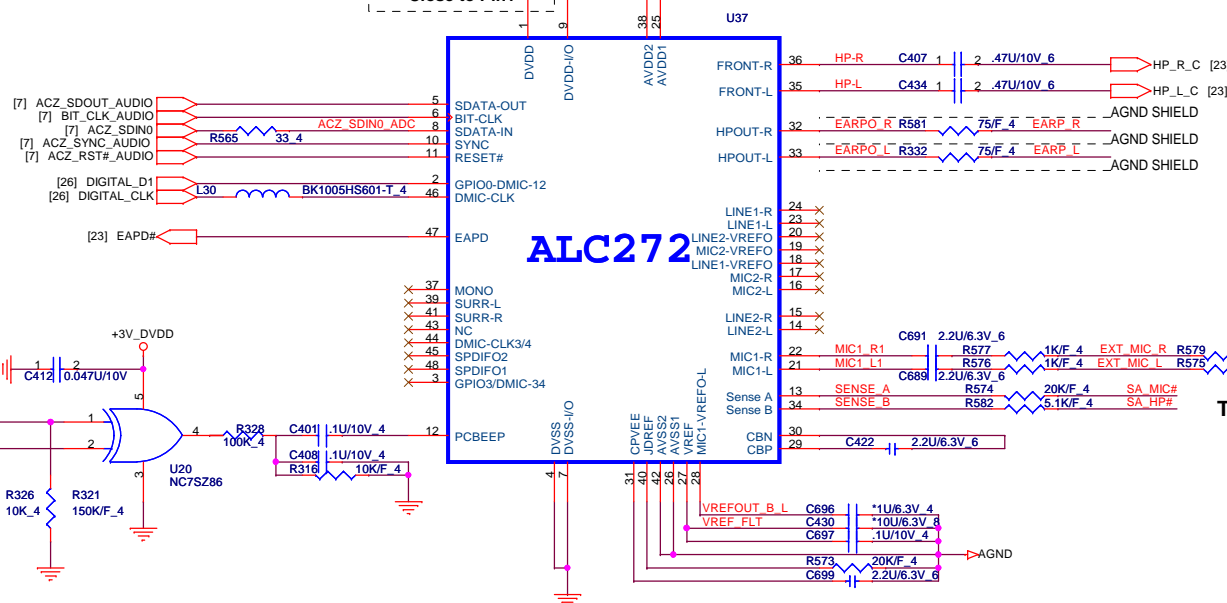 U37
1
9
38
25
DVDD
DVDD-I/O
AVDD2
AVDD1
FRONT-R 36 HP-R C407 1 2 .47U/10V_6 HP_R_C [23
FRONT-L 35 HP-L C434 1 2 .47U/10V_6 HP_L_C [23]
AGND SHIELD
HPOUT-R 32 EARPO_R R581 75/F_4 EARP_R
AGND SHIELD
HPOUT-L 33 EARPO_L R332 75/F_4 EARP_L
AGND SHIELD
[7] ACZ_SDOUT_AUDIO 5 SDATA-OUT
[7] BIT_CLK_AUDIO 6 BIT-CLK
[7] ACZ_SDIN0 ACZ_SDIN0_ADC 8 SDATA-IN
[7] ACZ_SYNC_AUDIO R565 33_4 10 SYNC
[7] ACZ_RST#_AUDIO 11 RESET#
[26] DIGITAL_D1 2 GPIO0-DMIC-12
[26] DIGITAL_CLK L30 BK1005HS601-T_4 46 DMIC-CLK
[23] EAPD# 47 EAPD
ALC272
LINE1-R 24
LINE1-L 23
LINE2-VREFO 20
MIC2-VREFO 19
LINE1-VREFO 18
MIC2-R 17
MIC2-L 16
LINE2-R 15
LINE2-L 14
37 MONO
39 SURR-L
41 SURR-R
43 NC
44 DMIC-CLK3/4
45 SPDIFO2
48 SPDIFO1
3 GPIO3/DMIC-34
C691 2.2U/6.3V_6
MIC1-R 22 MIC1_R1 R577 1K/F_4 EXT_MIC_R R579
MIC1-L 21 MIC1_L1 R576 1K/F_4 EXT_MIC_L R575
C689 2.2U/6.3V_6
Sense A 13 SENSE_A R574 20K/F_4 SA_MIC#
Sense B 34 SENSE_B R582 5.1K/F_4 SA_HP#
T
CBN 30
CBP 29 C422 2.2U/6.3V_6
+3V_DVDD
1 2
C412 0.047U/10V
5
1
2
4
3
U20
NC7SZ86
R328
100K_4
C401 .1U/10V_4
12 PCBEEP
C408 .1U/10V_4
R316 10K/F_4
R326
10K_4
R321
150K/F_4
DVSS
DVSS-I/O
4
7
CPVEE
JDREF
AVSS2
AVSS1
VREF
MIC1-VREFO-L
31
40
42
26
27
28
VREFOUT_B_L C696 *1U/6.3V_4
VREF_FLT C430 *10U/6.3V_8
C697 .1U/10V_4
AGND
R573 20K/F_4
C699 2.2U/6.3V_6